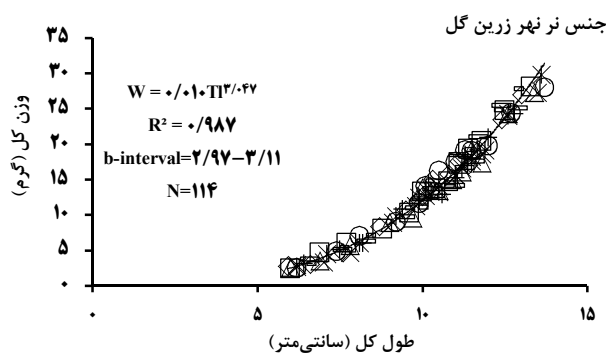 جنس نر نهر زرین گل
۳۵
۳۰
۲۵
۲۰
۱۵
۱۰
۵
۰
وزن کل (گرم)
W = ۰/۰۱۰Tl^۳/۰۴۷
R² = ۰/۹۸۷
b-interval=۲/۹۷–۳/۱۱
N=۱۱۴
۰ ۵ ۱۰ ۱۵
طول کل (سانتی‌متر)